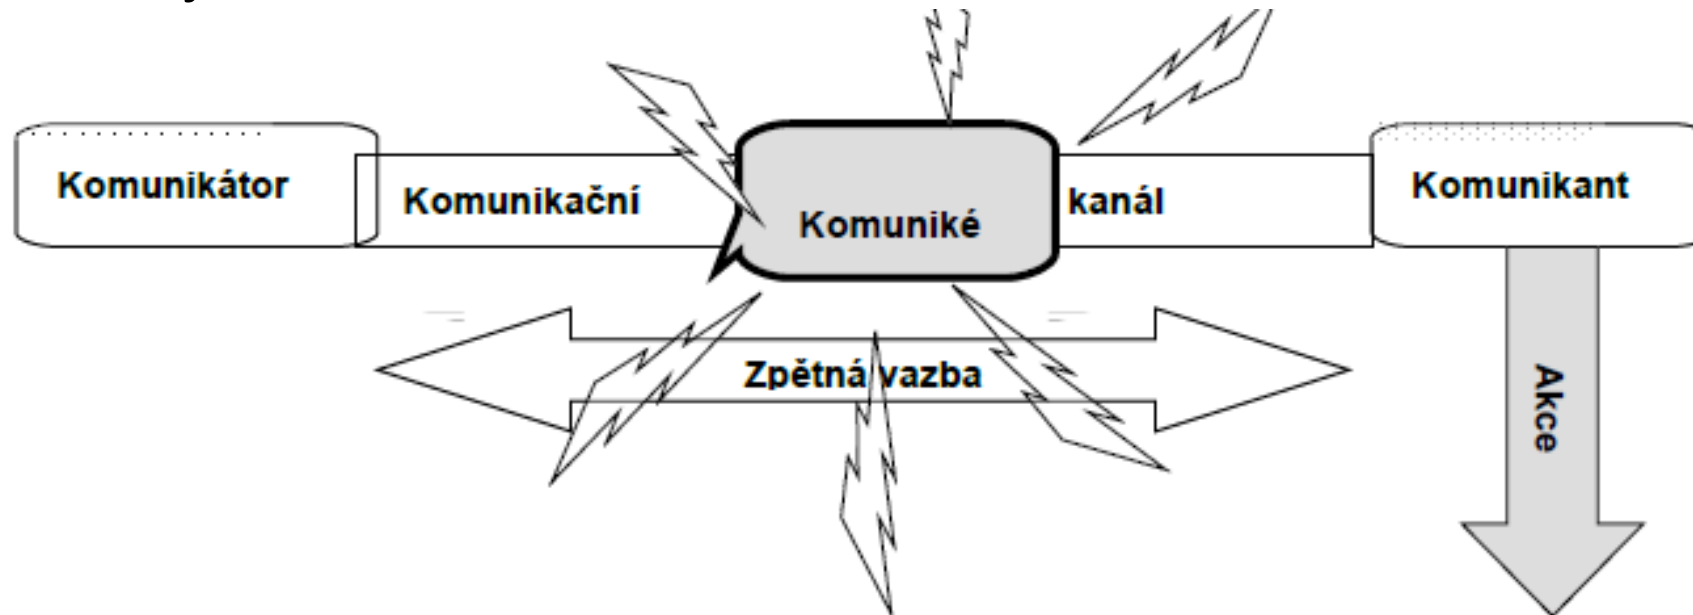 Komunikátor
Komunikační
Komuniké
kanál
Komunikant
Zpětná vazba
Akce